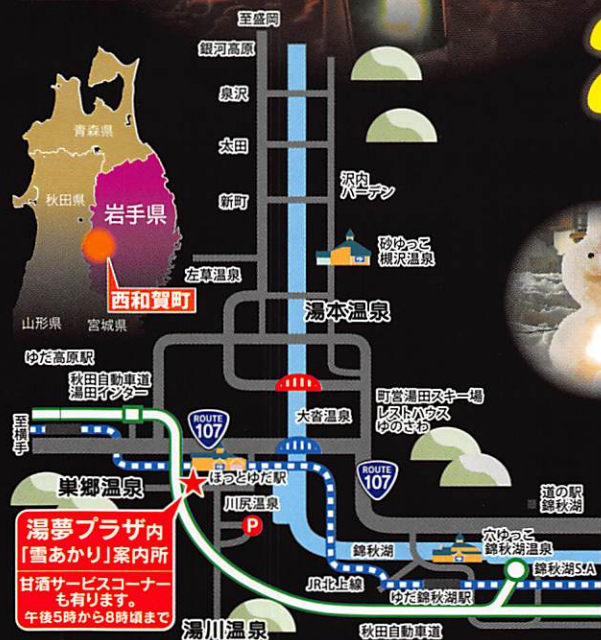 至盛岡
銀河高原
泉沢
太田
新町
沢内
バーデン
青森県
秋田県
岩手県
西和賀町
山形県
宮城県
左草温泉
砂ゆっこ
槻沢温泉
湯本温泉
ゆだ高原駅
秋田自動車道
湯田インター
至横手
ROUTE
107
大沓温泉
町営湯田スキー場
レストハウス
ゆのさわ
ROUTE
107
ほっとゆだ駅
巣郷温泉
川尻温泉
P
道の駅
錦秋湖
湯夢プラザ内
「雪あかり」案内所
甘酒サービスコーナー
も有ります。
午後5時から8時頃まで
錦秋湖
穴ゆっこ
錦秋湖温泉
錦秋湖S.A
JR北上線
ゆだ錦秋湖駅
湯川温泉
秋田自動車道